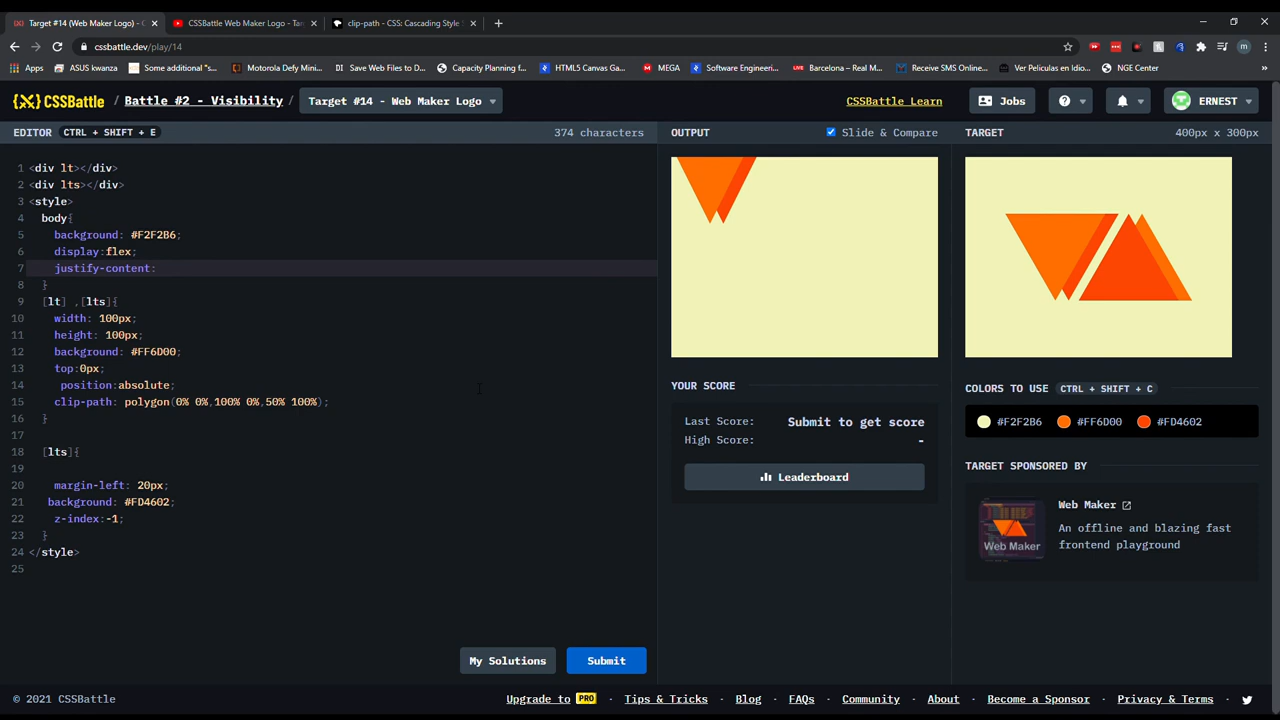 Target #14 (Web Maker Logo) - C
CSSBattle Web Maker Logo - Tar
clip-path - CSS: Cascading Style S
cssbattle.dev/play/14
Apps
ASUS kwanza
Some additional "s...
Motorola Defy Mini...
Save Web Files to D...
Capacity Planning f...
HTML5 Canvas Ga...
MEGA
Software Engineeri...
Barcelona – Real M...
Receive SMS Online...
Ver Peliculas en Idio...
NGE Center
CSSBattle / Battle #2 - Visibility / Target #14 - Web Maker Logo
CSSBattle Learn
Jobs
ERNEST
EDITOR CTRL + SHIFT + E 374 characters
OUTPUT Slide & Compare
TARGET 400px x 300px
1 <div lt></div>
2 <div lts></div>
3 <style>
4 body{
5 background: #F2F2B6;
6 display:flex;
7 justify-content:
8 }
9 [lt] ,[lts]{
10 width: 100px;
11 height: 100px;
12 background: #FF6D00;
13 top:0px;
14 position:absolute;
15 clip-path: polygon(0% 0%,100% 0%,50% 100%);
16 }
17
18 [lts]{
19
20 margin-left: 20px;
21 background: #FD4602;
22 z-index:-1;
23 }
24 </style>
25
YOUR SCORE
Last Score: Submit to get score
High Score: -
Leaderboard
COLORS TO USE CTRL + SHIFT + C
#F2F2B6 #FF6D00 #FD4602
TARGET SPONSORED BY
Web Maker
Web Maker
An offline and blazing fast
frontend playground
My Solutions
Submit
© 2021 CSSBattle
Upgrade to PRO
Tips & Tricks
Blog
FAQs
Community
About
Become a Sponsor
Privacy & Terms